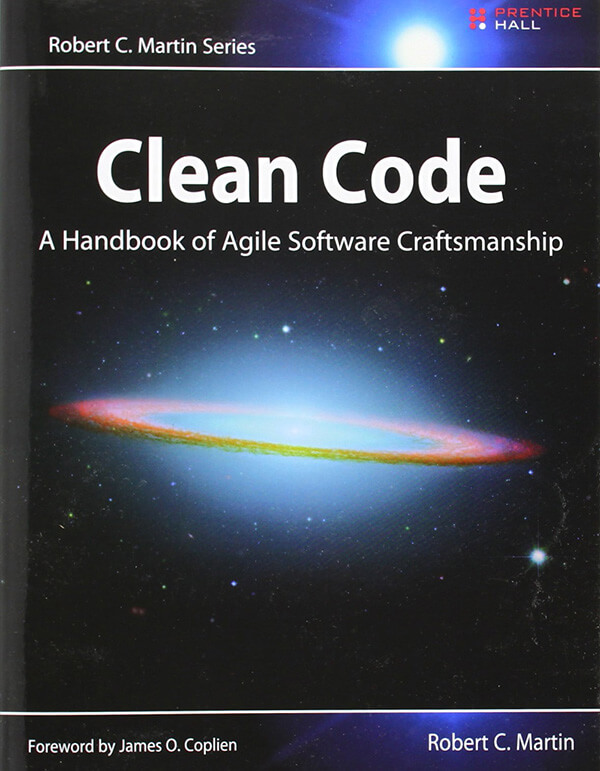 Robert C. Martin Series
PRENTICE
HALL
Clean Code
A Handbook of Agile Software Craftsmanship
Foreword by James O. Coplien
Robert C. Martin